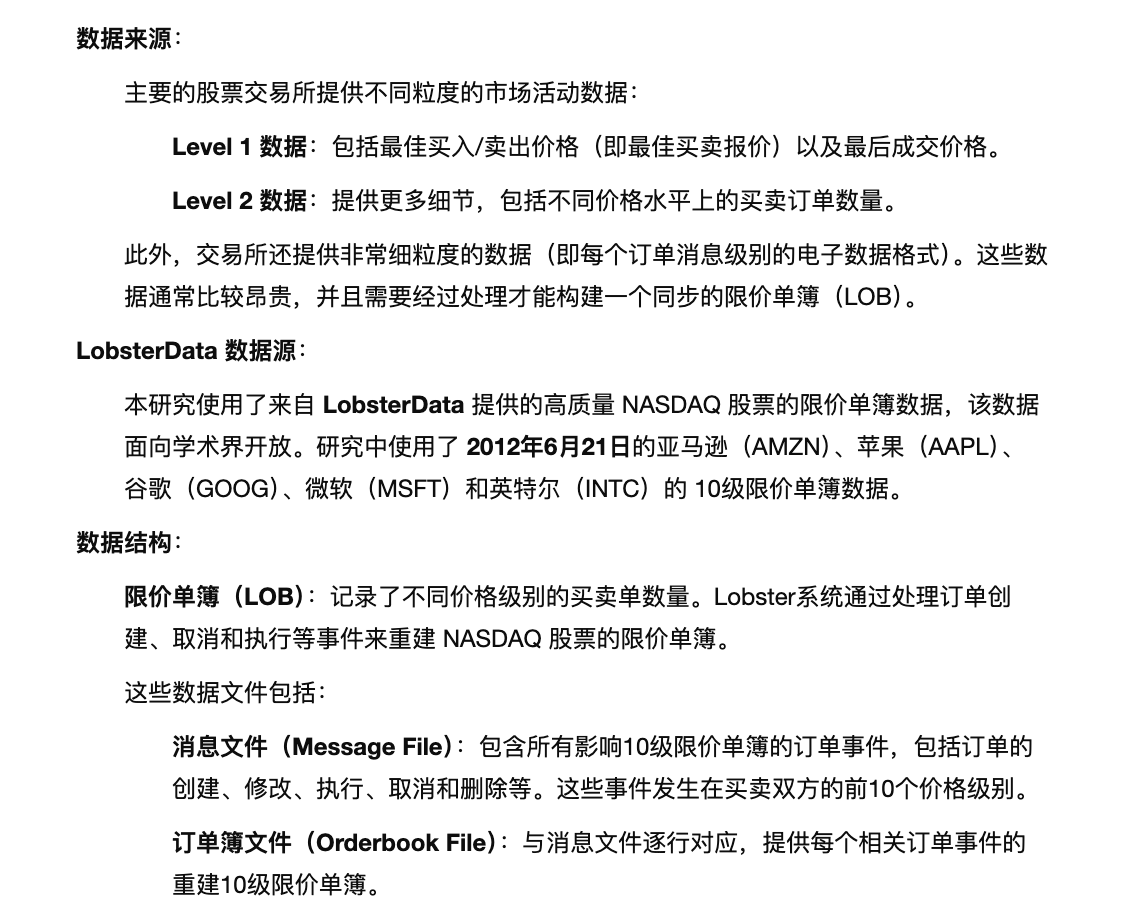 数据来源：
主要的股票交易所提供不同粒度的市场活动数据：
Level 1 数据：包括最佳买入/卖出价格（即最佳买卖报价）以及最后成交价格。
Level 2 数据：提供更多细节，包括不同价格水平上的买卖订单数量。
此外，交易所还提供非常细粒度的数据（即每个订单消息级别的电子数据格式）。这些数
据通常比较昂贵，并且需要经过处理才能构建一个同步的限价单簿（LOB）。
LobsterData 数据源：
本研究使用了来自 LobsterData 提供的高质量 NASDAQ 股票的限价单簿数据，该数据
面向学术界开放。研究中使用了 2012年6月21日的亚马逊（AMZN）、苹果（AAPL）、
谷歌（GOOG）、微软（MSFT）和英特尔（INTC）的 10级限价单簿数据。
数据结构：
限价单簿（LOB）：记录了不同价格级别的买卖单数量。Lobster系统通过处理订单创
建、取消和执行等事件来重建 NASDAQ 股票的限价单簿。
这些数据文件包括：
消息文件（Message File）：包含所有影响10级限价单簿的订单事件，包括订单的
创建、修改、执行、取消和删除等。这些事件发生在买卖双方的前10个价格级别。
订单簿文件（Orderbook File）：与消息文件逐行对应，提供每个相关订单事件的
重建10级限价单簿。